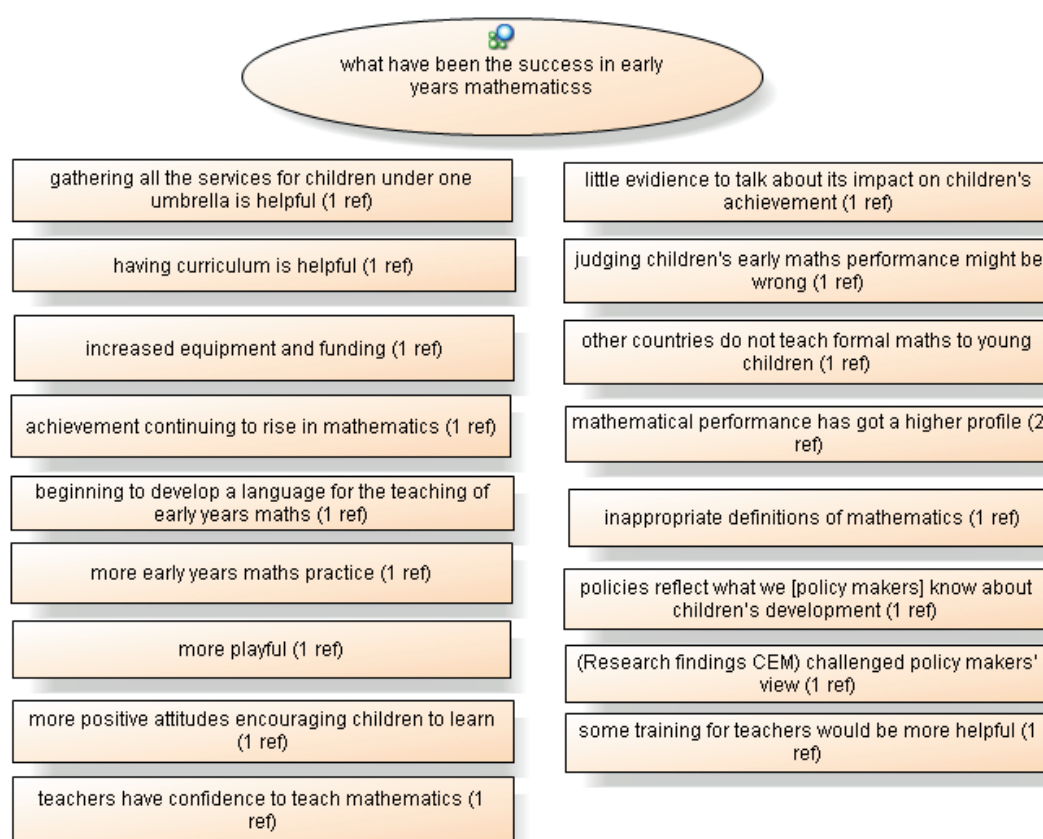 what have been the success in early
years mathematicss
gathering all the services for children under one
umbrella is helpful (1 ref)
having curriculum is helpful (1 ref)
increased equipment and funding (1 ref)
achievement continuing to rise in mathematics (1 ref)
beginning to develop a language for the teaching of
early years maths (1 ref)
more early years maths practice (1 ref)
more playful (1 ref)
more positive attitudes encouraging children to learn
(1 ref)
teachers have confidence to teach mathematics (1
ref)
little evidience to talk about its impact on children's
achievement (1 ref)
judging children's early maths performance might be
wrong (1 ref)
other countries do not teach formal maths to young
children (1 ref)
mathematical performance has got a higher profile (2
ref)
inappropriate definitions of mathematics (1 ref)
policies reflect what we [policy makers] know about
children's development (1 ref)
(Research findings CEM) challenged policy makers'
view (1 ref)
some training for teachers would be more helpful (1
ref)